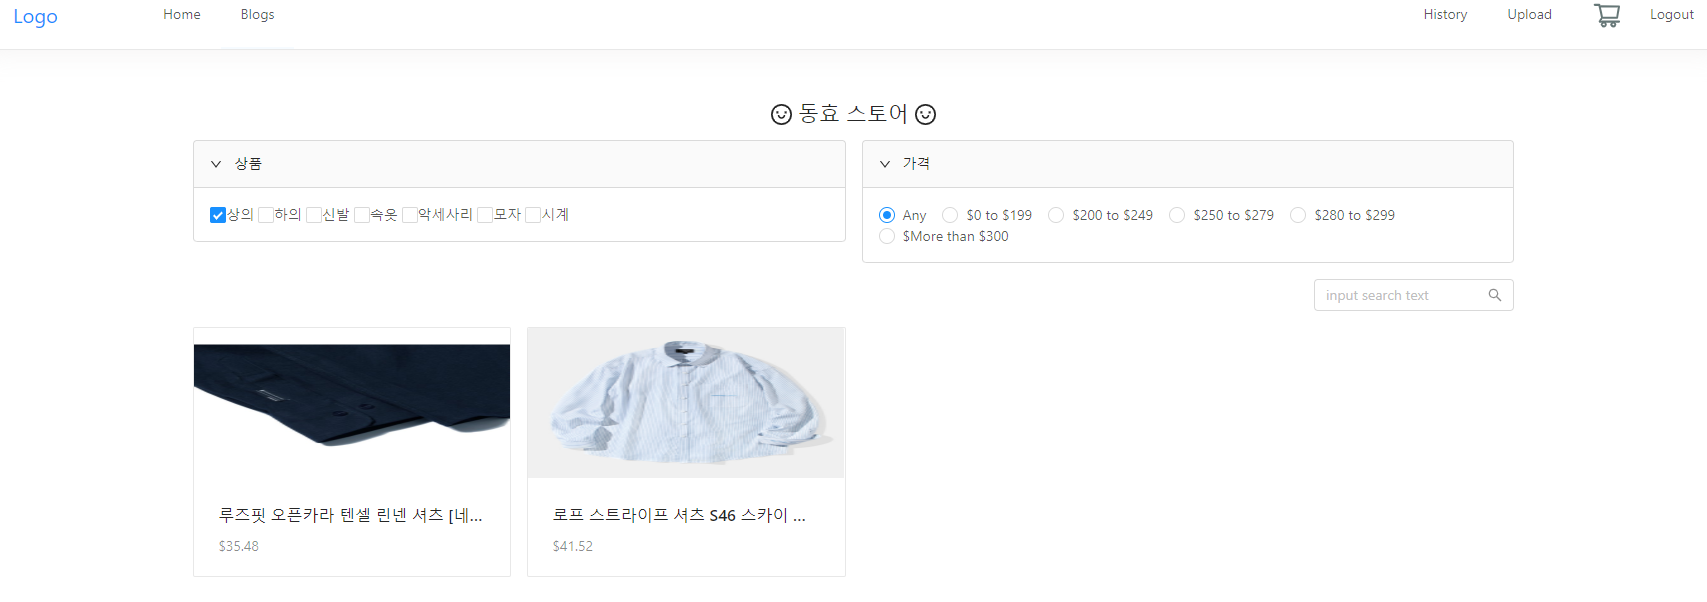 Logo Home Blogs History Upload Logout
동효 스토어
상품
상의 하의 신발 속옷 악세사리 모자 시계
가격
Any $0 to $199 $200 to $249 $250 to $279 $280 to $299
$More than $300
input search text
루즈핏 오픈카라 텐셀 린넨 셔츠 [네...
$35.48
로프 스트라이프 셔츠 S46 스카이 ...
$41.52